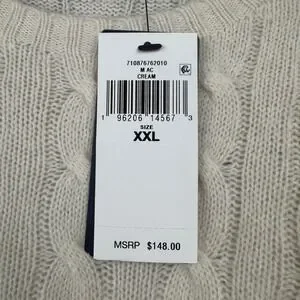 710876762010
M AC
CREAM
1 96206 14567 3
SIZE
XXL
MSRP $148.00